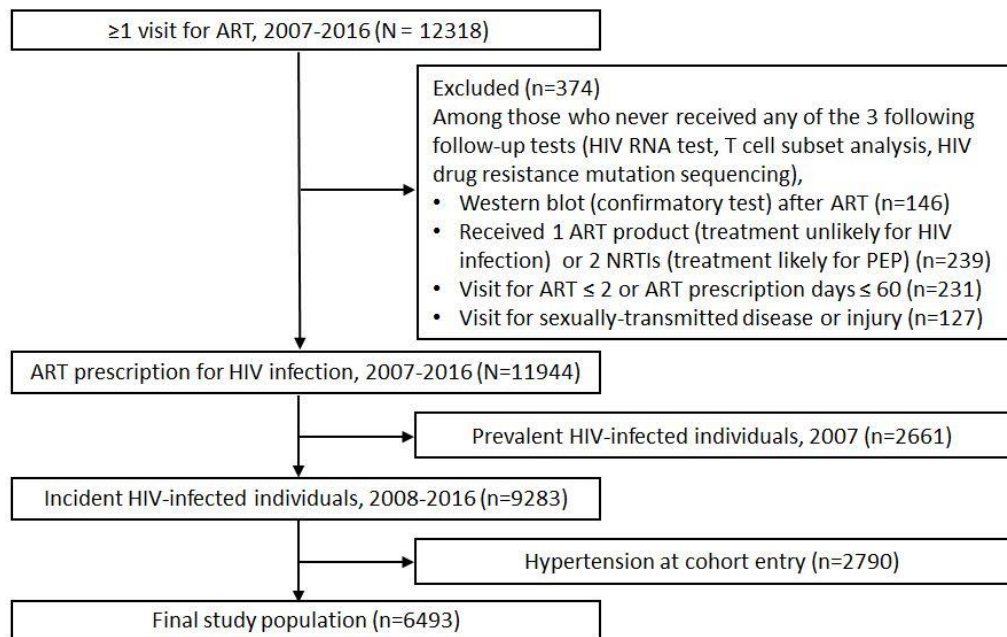 ≥1 visit for ART, 2007-2016 (N = 12318)
Excluded (n=374)
Among those who never received any of the 3 following
follow-up tests (HIV RNA test, T cell subset analysis, HIV
drug resistance mutation sequencing),
• Western blot (confirmatory test) after ART (n=146)
• Received 1 ART product (treatment unlikely for HIV
infection) or 2 NRTIs (treatment likely for PEP) (n=239)
• Visit for ART ≤ 2 or ART prescription days ≤ 60 (n=231)
• Visit for sexually-transmitted disease or injury (n=127)
ART prescription for HIV infection, 2007-2016 (N=11944)
Prevalent HIV-infected individuals, 2007 (n=2661)
Incident HIV-infected individuals, 2008-2016 (n=9283)
Hypertension at cohort entry (n=2790)
Final study population (n=6493)